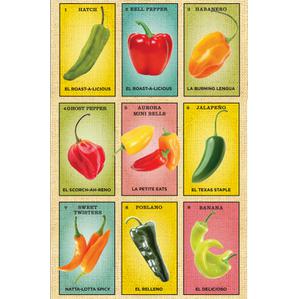 1 HATCH
EL ROAST-A-LICIOUS
2 BELL PEPPER
EL ROAST-A-LICIOUS
3 HABANERO
LA BURNING LENGUA
4 GHOST PEPPER
EL SCORCH-AH-RENO
5 AURORA
MINI BELLS
LA PETITE EATS
6 JALAPEÑO
EL TEXAS STAPLE
7 SWEET
TWISTERS
NATTA-LOTTA SPICY
8 POBLANO
EL RELLENO
9 BANANA
EL DELICIOSO